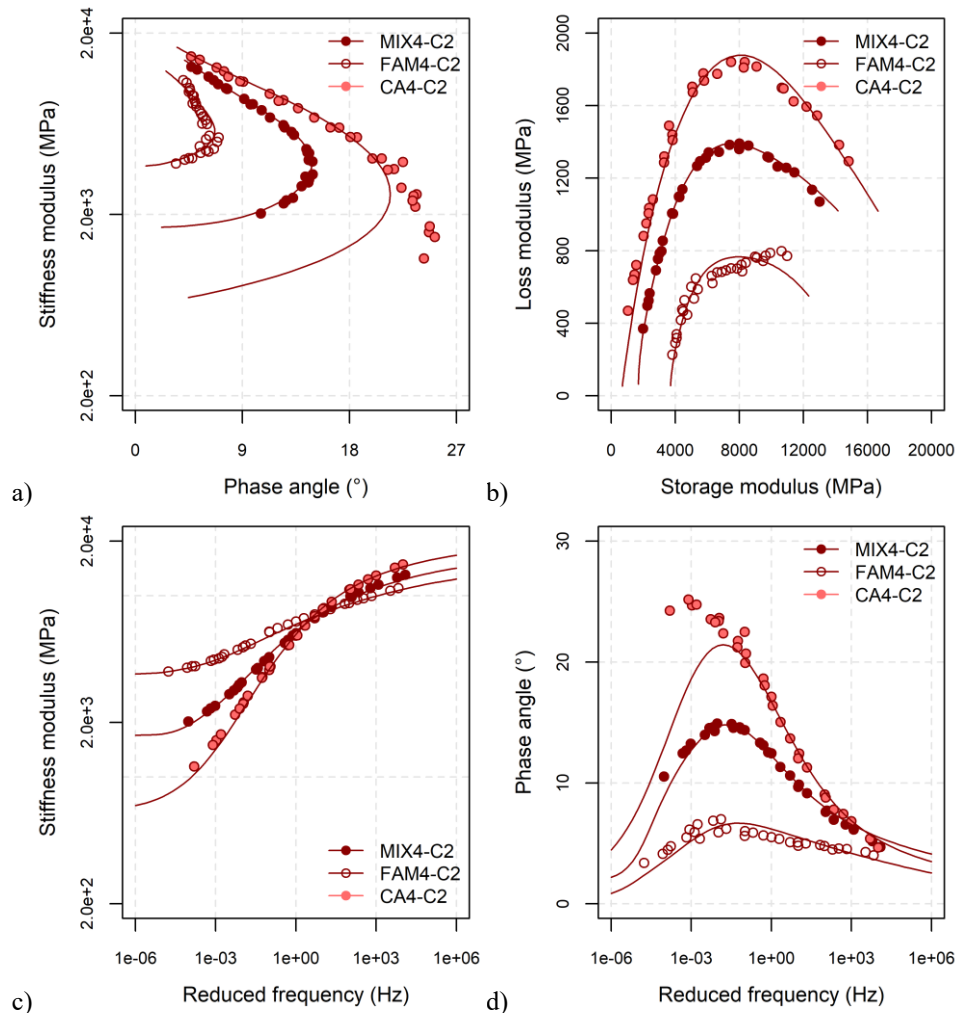 2.0e+4
2.0e+3
2.0e+2
Stiffness modulus (MPa)
MIX4-C2
FAM4-C2
CA4-C2
0 9 18 27
Phase angle (°)
a)
2000
1600
1200
800
400
0
Loss modulus (MPa)
MIX4-C2
FAM4-C2
CA4-C2
0 4000 8000 12000 16000 20000
Storage modulus (MPa)
b)
2.0e+4
2.0e+3
2.0e+2
Stiffness modulus (MPa)
MIX4-C2
FAM4-C2
CA4-C2
1e-06 1e-03 1e+00 1e+03 1e+06
Reduced frequency (Hz)
c)
30
20
10
0
Phase angle (°)
MIX4-C2
FAM4-C2
CA4-C2
1e-06 1e-03 1e+00 1e+03 1e+06
Reduced frequency (Hz)
d)